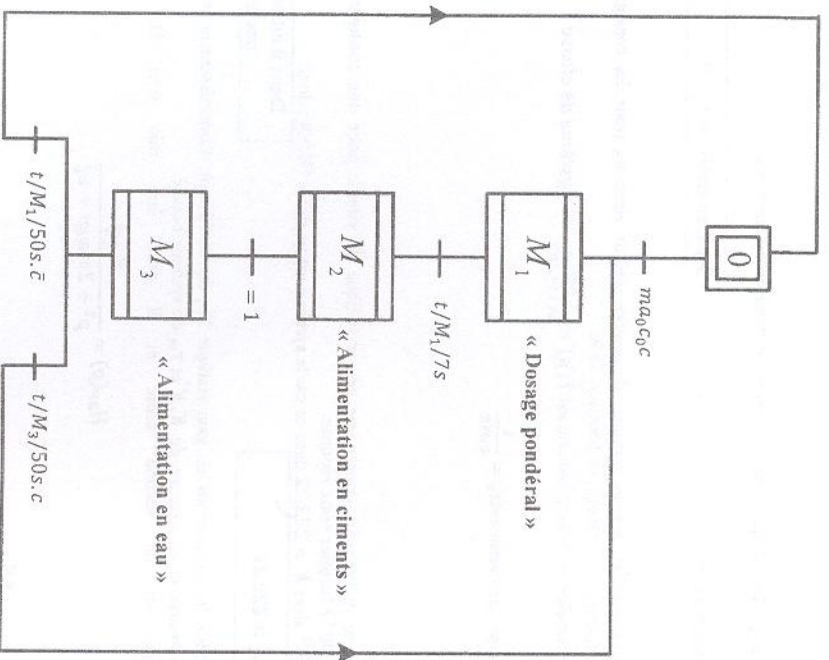 0
ma₀c₀c
M₁
« Dosage pondéral »
t/M₁/7s
M₂
« Alimentation en ciments »
= 1
M₃
« Alimentation en eau »
t/M₁/50s.c̄
t/M₃/50s.c